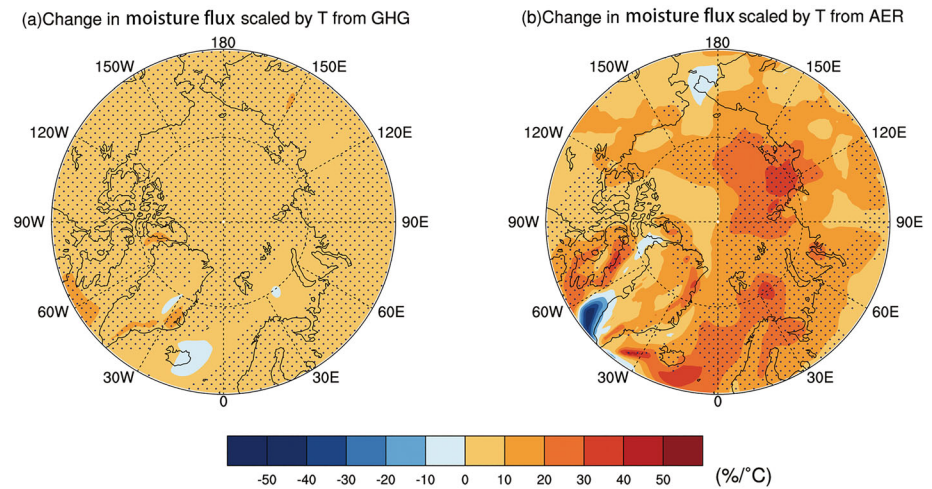 (a)Change in moisture flux scaled by T from GHG
(b)Change in moisture flux scaled by T from AER
180
150W
150E
120W
120E
90W
90E
60W
60E
30W
30E
0
180
150W
150E
120W
120E
90W
90E
60W
60E
30W
30E
0
-50 -40 -30 -20 -10 0 10 20 30 40 50 (%/°C)